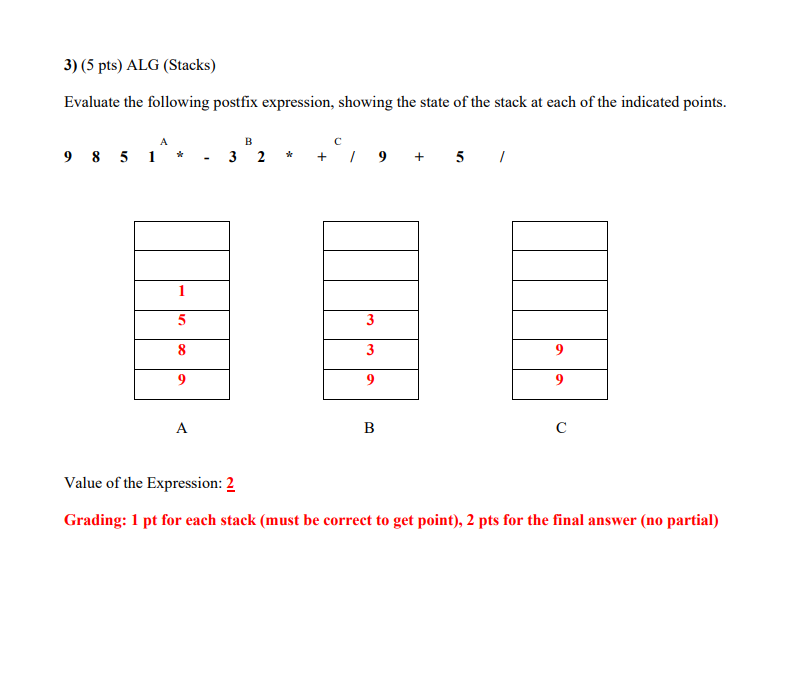 3) (5 pts) ALG (Stacks)
Evaluate the following postfix expression, showing the state of the stack at each of the indicated points.
A B C
9 8 5 1 * - 3 2 * + / 9 + 5 /
1
5 3
8 3 9
9 9 9
A B C
Value of the Expression: 2
Grading: 1 pt for each stack (must be correct to get point), 2 pts for the final answer (no partial)